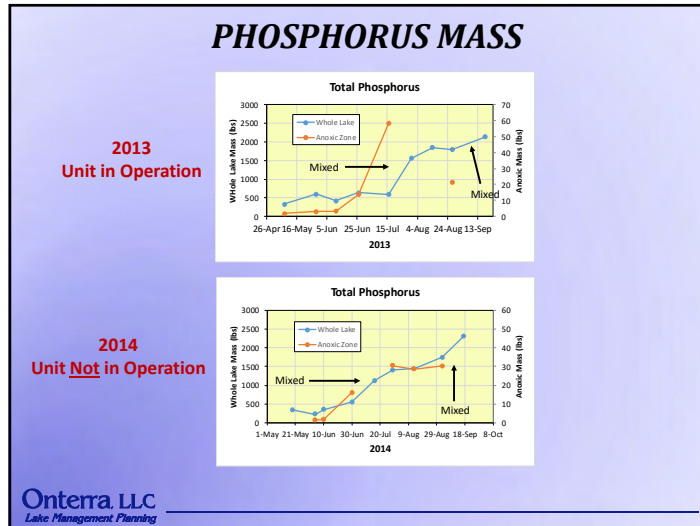 PHOSPHORUS MASS
2013
Unit in Operation
Total Phosphorus
Whole Lake
Anoxic Zone
Mixed
Mixed
WHole Lake Mass (lbs)
3000
2500
2000
1500
1000
500
0
Anoxic Mass (lbs)
70
60
50
40
30
20
10
0
26-Apr 16-May 5-Jun 25-Jun 15-Jul 4-Aug 24-Aug 13-Sep
2013
2014
Unit Not in Operation
Total Phosphorus
Whole Lake
Anoxic Zone
Mixed
Mixed
Whole Lake Mass (lbs)
3000
2500
2000
1500
1000
500
0
Anoxic Mass (lbs)
60
50
40
30
20
10
0
1-May 21-May 10-Jun 30-Jun 20-Jul 9-Aug 29-Aug 18-Sep 8-Oct
2014
Onterra, LLC
Lake Management Planning